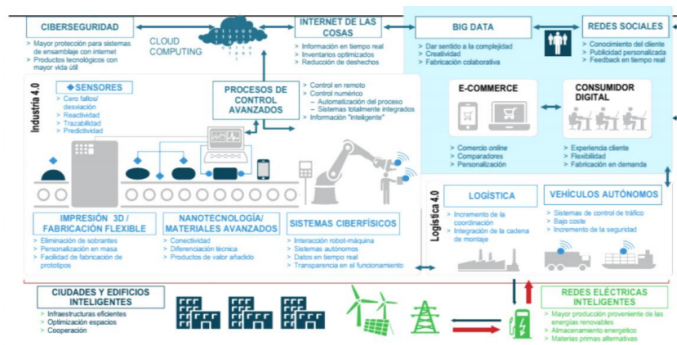 CIBERSEGURIDAD
Mayor protección para sistemas
de ensamblaje con internet
Productos tecnológicos con
mayor vida útil
CLOUD
COMPUTING
INTERNET DE LAS
COSAS
Información en tiempo real
Inventarios optimizados
Reducción de deshechos
BIG DATA
Dar sentido a la complejidad
Creatividad
Fabricación colaborativa
REDES SOCIALES
Conocimiento del cliente
Publicidad personalizada
Feedback en tiempo real
Industria 4.0
SENSORES
Cero fallos/
desviación
Reactividad
Trazabilidad
Predictividad
PROCESOS DE
CONTROL
AVANZADOS
Control en remoto
Control numérico
– Automatización del proceso
– Sistemas totalmente integrados
Información "inteligente"
E-COMMERCE
Comercio online
Comparadores
Personalización
CONSUMIDOR
DIGITAL
Experiencia cliente
Flexibilidad
Fabricación en demanda
IMPRESIÓN 3D /
FABRICACIÓN FLEXIBLE
Eliminación de sobrantes
Personalización en masa
Facilidad de fabricación de
prototipos
NANOTECNOLOGÍA/
MATERIALES AVANZADOS
Conectividad
Diferenciación técnica
Productos de valor añadido
SISTEMAS CIBERFÍSICOS
Interacción robot-máquina
Sistemas autónomos
Datos en tiempo real
Transparencia en al funcionamiento
Logística 4.0
LOGÍSTICA
Incremento de la
coordinación
Integración de la cadena
de montaje
VEHÍCULOS AUTÓNOMOS
Sistemas de control de tráfico
Bajo coste
Incremento de la seguridad
CIUDADES Y EDIFICIOS
INTELIGENTES
Infraestructuras eficientes
Optimización espacios
Cooperación
REDES ELÉCTRICAS
INTELIGENTES
Mayor producción proveniente de las
energías renovables
Almacenamiento energético
Materias primas alternativas